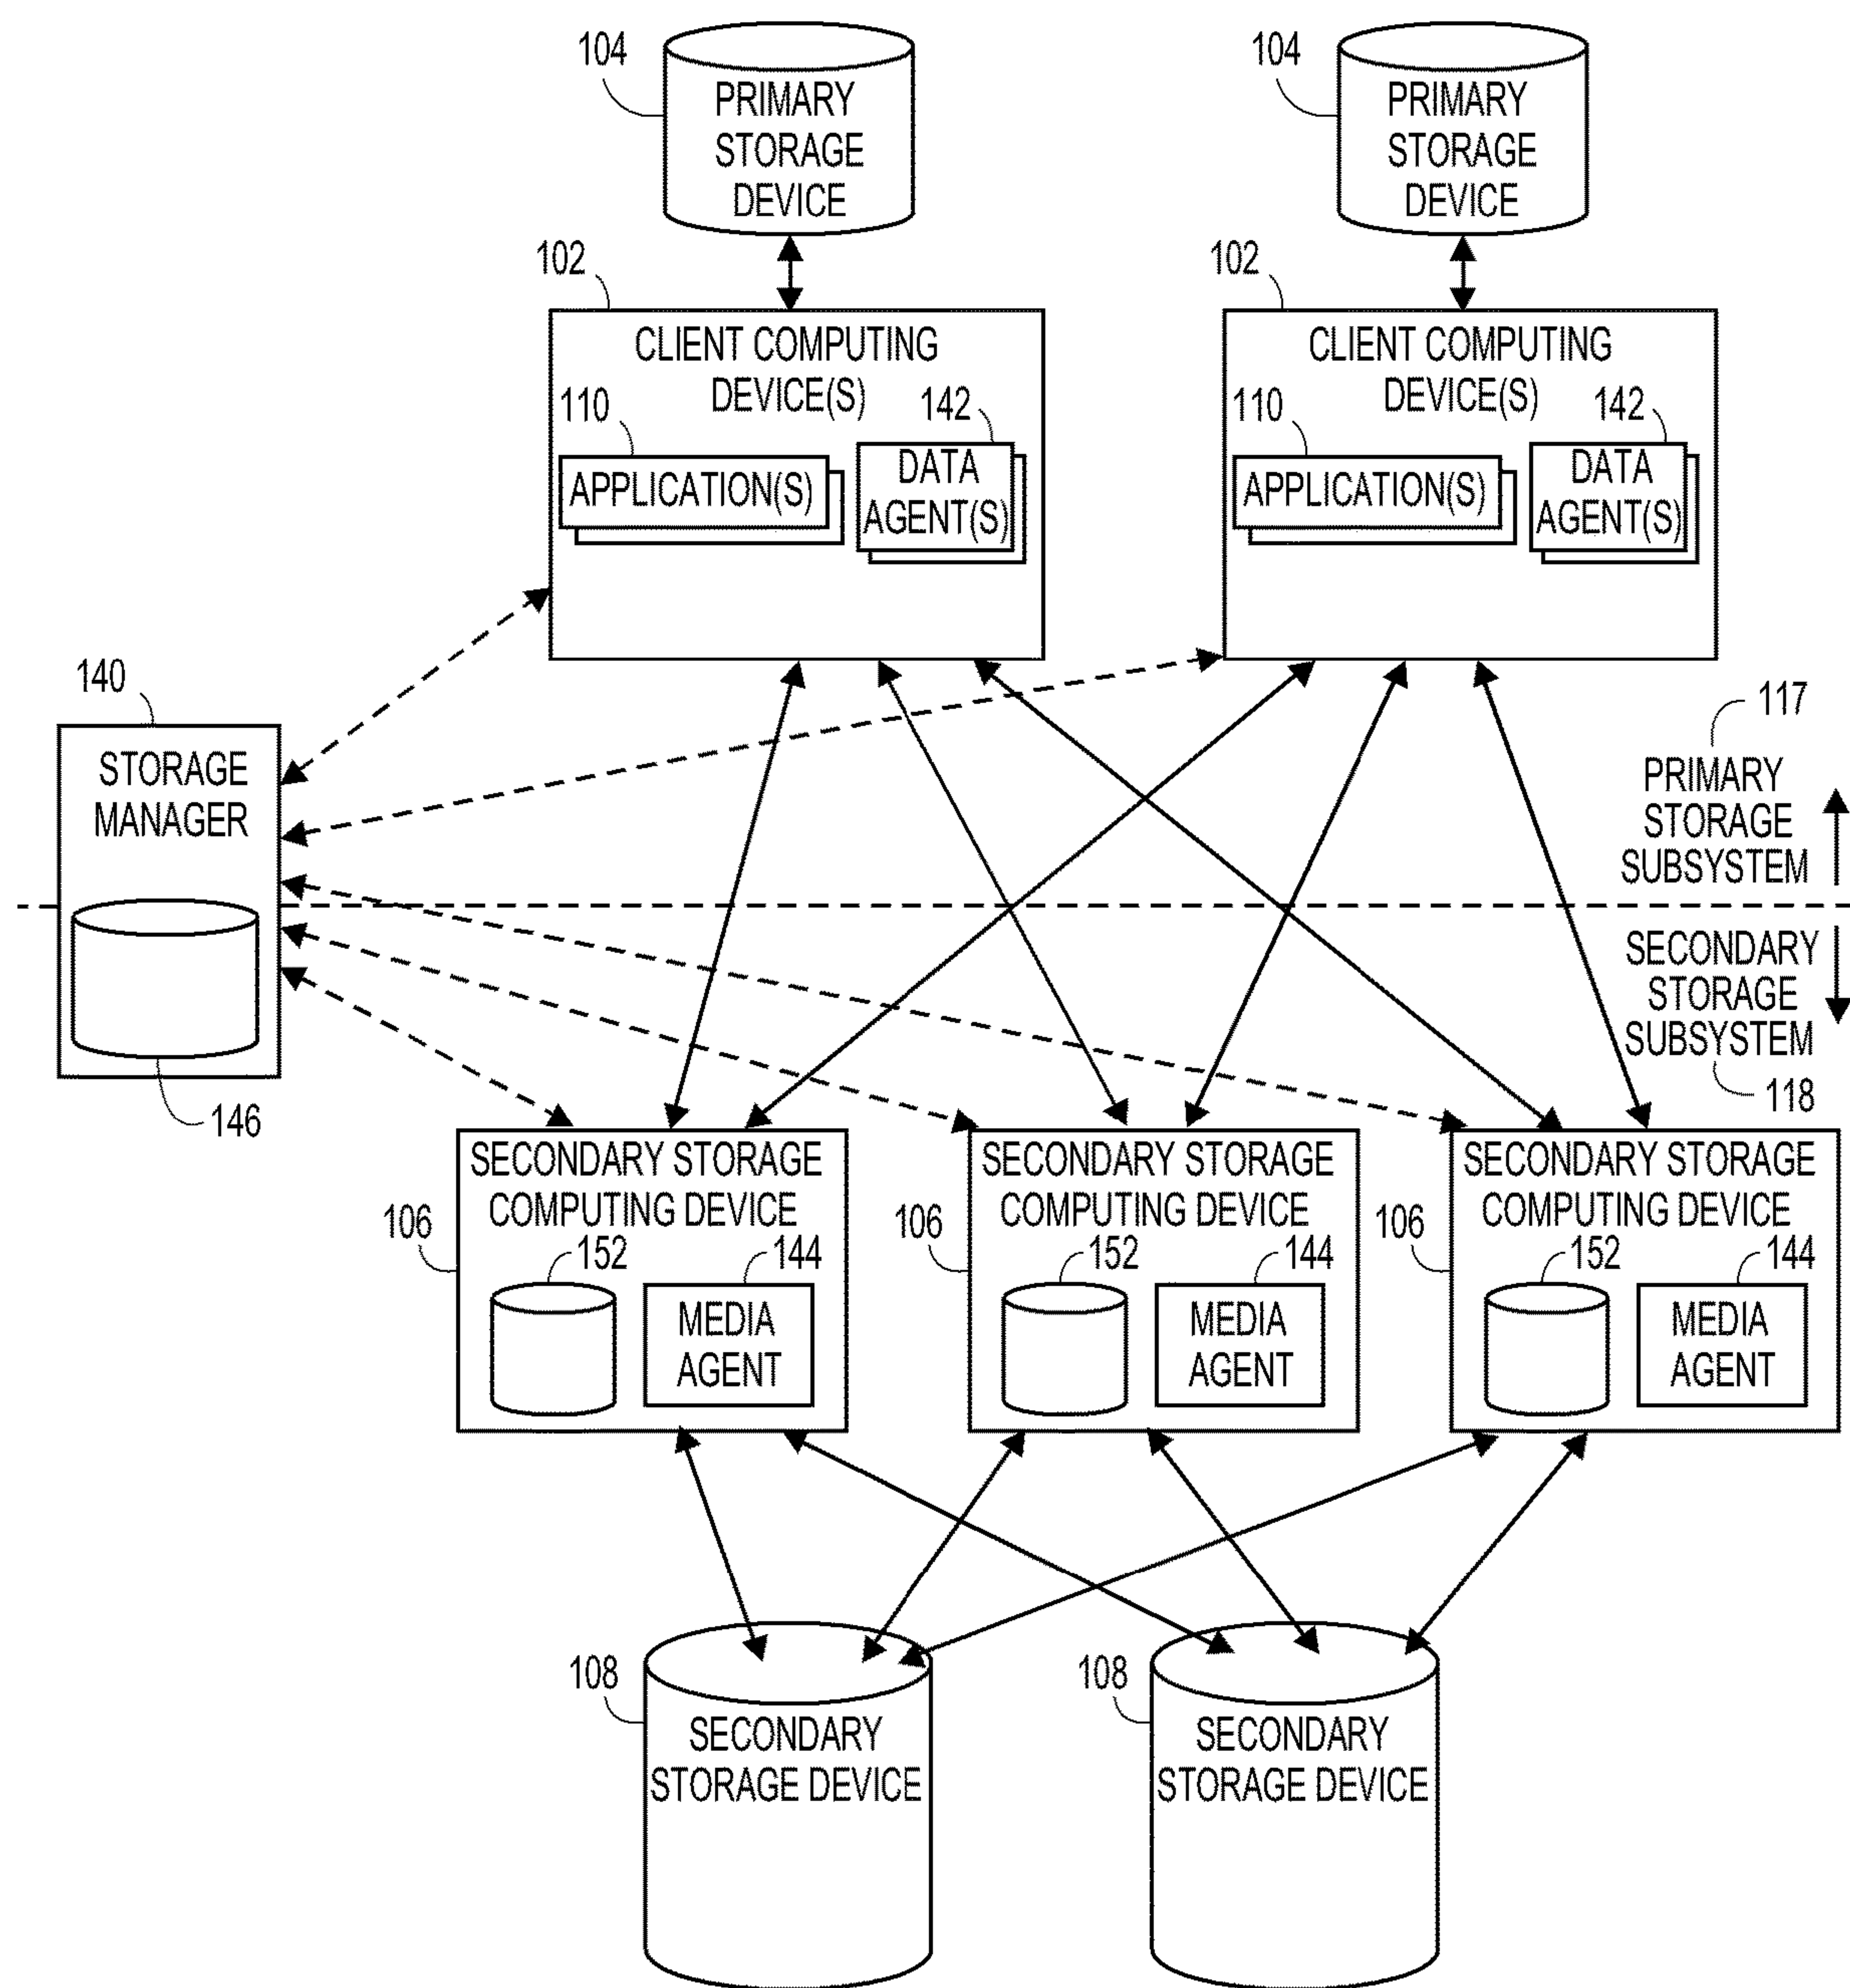 104
PRIMARY
STORAGE
DEVICE
104
PRIMARY
STORAGE
DEVICE
102
CLIENT COMPUTING
DEVICE(S)
110
APPLICATION(S)
142
DATA
AGENT(S)
102
CLIENT COMPUTING
DEVICE(S)
110
APPLICATION(S)
142
DATA
AGENT(S)
140
STORAGE
MANAGER
146
117
PRIMARY
STORAGE
SUBSYSTEM
SECONDARY
STORAGE
SUBSYSTEM
118
106
SECONDARY STORAGE
COMPUTING DEVICE
152
144
MEDIA
AGENT
106
SECONDARY STORAGE
COMPUTING DEVICE
152
144
MEDIA
AGENT
106
SECONDARY STORAGE
COMPUTING DEVICE
152
144
MEDIA
AGENT
108
SECONDARY
STORAGE DEVICE
108
SECONDARY
STORAGE DEVICE